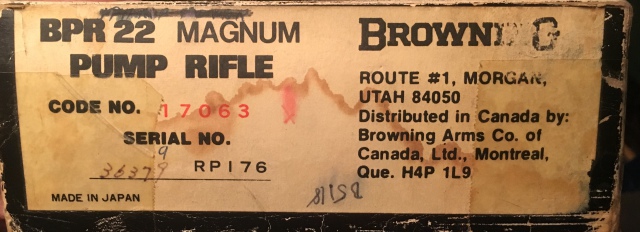 BPR 22 MAGNUM
PUMP RIFLE
CODE NO. 17063
SERIAL NO.
RP176
MADE IN JAPAN
BROWNING
ROUTE #1, MORGAN,
UTAH 84050
Distributed in Canada by:
Browning Arms Co. of
Canada, Ltd., Montreal,
Que. H4P 1L9